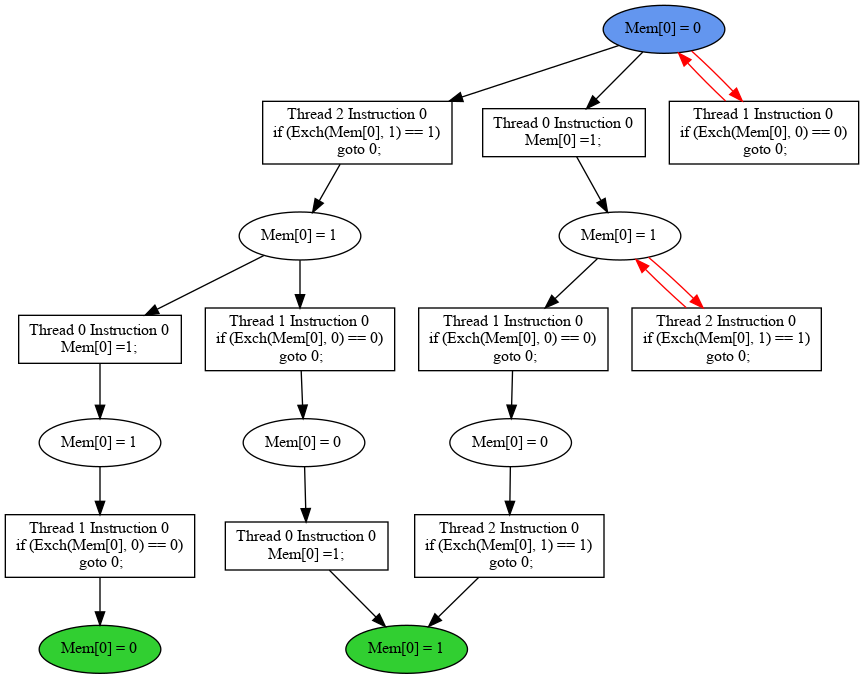 Mem[0] = 0
Thread 2 Instruction 0
if (Exch(Mem[0], 1) == 1)
goto 0;
Thread 0 Instruction 0
Mem[0] =1;
Thread 1 Instruction 0
if (Exch(Mem[0], 0) == 0)
goto 0;
Mem[0] = 1
Mem[0] = 1
Thread 0 Instruction 0
Mem[0] =1;
Thread 1 Instruction 0
if (Exch(Mem[0], 0) == 0)
goto 0;
Thread 1 Instruction 0
if (Exch(Mem[0], 0) == 0)
goto 0;
Thread 2 Instruction 0
if (Exch(Mem[0], 1) == 1)
goto 0;
Mem[0] = 1
Mem[0] = 0
Mem[0] = 0
Thread 1 Instruction 0
if (Exch(Mem[0], 0) == 0)
goto 0;
Thread 0 Instruction 0
Mem[0] =1;
Thread 2 Instruction 0
if (Exch(Mem[0], 1) == 1)
goto 0;
Mem[0] = 0
Mem[0] = 1